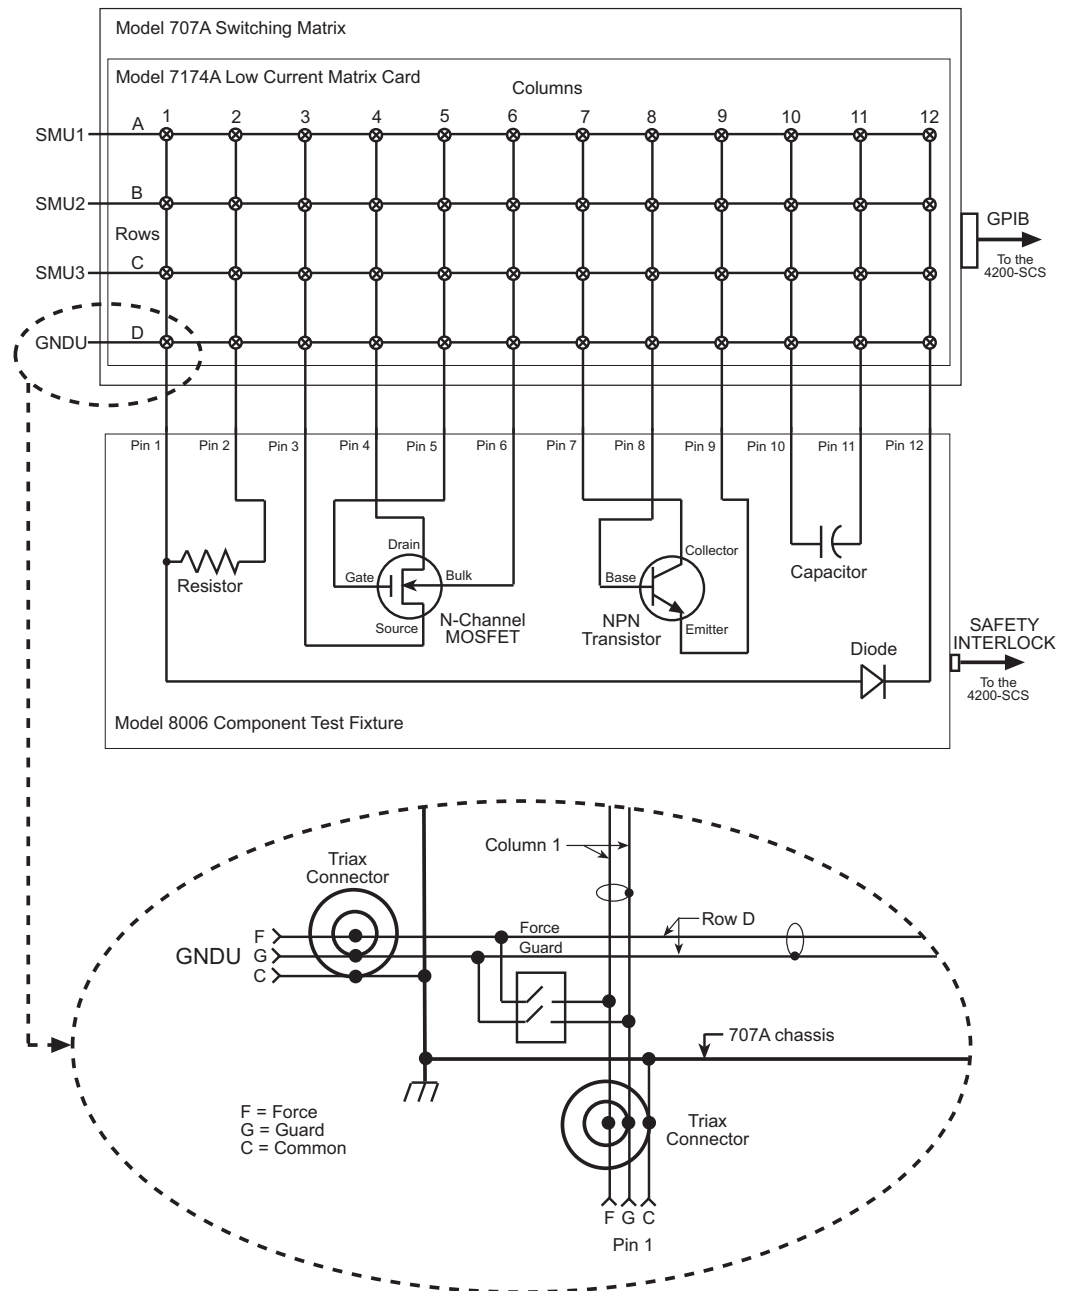 Model 707A Switching Matrix
Model 7174A Low Current Matrix Card
Columns
1 2 3 4 5 6 7 8 9 10 11 12
SMU1 A
SMU2 B
Rows
SMU3 C
GNDU D
GPIB
To the
4200-SCS
Pin 1 Pin 2 Pin 3 Pin 4 Pin 5 Pin 6 Pin 7 Pin 8 Pin 9 Pin 10 Pin 11 Pin 12
Resistor
Drain
Gate
Bulk
Source
N-Channel
MOSFET
Collector
Base
Emitter
NPN
Transistor
Capacitor
Diode
SAFETY
INTERLOCK
To the
4200-SCS
Model 8006 Component Test Fixture
Column 1
Triax
Connector
Row D
Force
Guard
GNDU
F
G
C
707A chassis
F = Force
G = Guard
C = Common
Triax
Connector
F G C
Pin 1